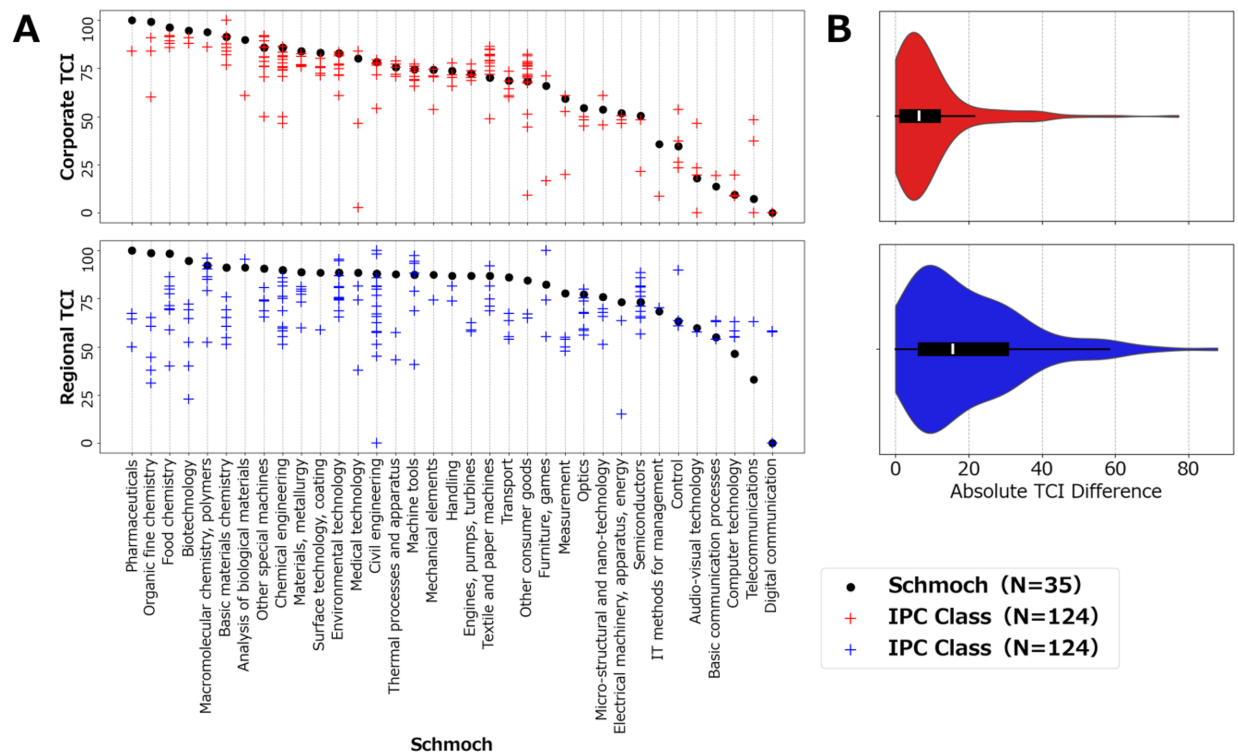 A
Corporate TCI
100
75
50
25
0
Regional TCI
100
75
50
25
0
Pharmaceuticals
Organic fine chemistry
Food chemistry
Biotechnology
Macromolecular chemistry, polymers
Basic materials chemistry
Analysis of biological materials
Other special machines
Chemical engineering
Materials, metallurgy
Surface technology, coating
Environmental technology
Medical technology
Civil engineering
Thermal processes and apparatus
Machine tools
Mechanical elements
Handling
Engines, pumps, turbines
Textile and paper machines
Transport
Other consumer goods
Furniture, games
Measurement
Optics
Micro-structural and nano-technology
Electrical machinery, apparatus, energy
Semiconductors
IT methods for management
Control
Audio-visual technology
Basic communication processes
Computer technology
Telecommunications
Digital communication
Schmoch
B
0 20 40 60 80
Absolute TCI Difference
Schmoch (N=35)
IPC Class (N=124)
IPC Class (N=124)